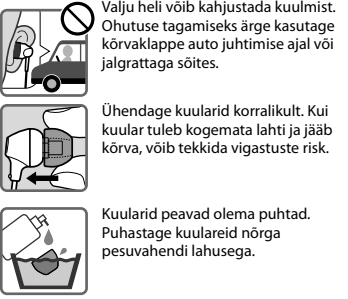 Valju heli võib kahjustada kuulmist.
Ohutuse tagamiseks ärge kasutage
kõrvaklappe auto juhtimise ajal või
jalgrattaga sõites.
Ühendage kuularid korralikult. Kui
kuular tuleb kogemata lahti ja jääb
kõrva, võib tekkida vigastuste risk.
Kuularid peavad olema puhtad.
Puhastage kuulareid nõrga
pesuvahendi lahusega.